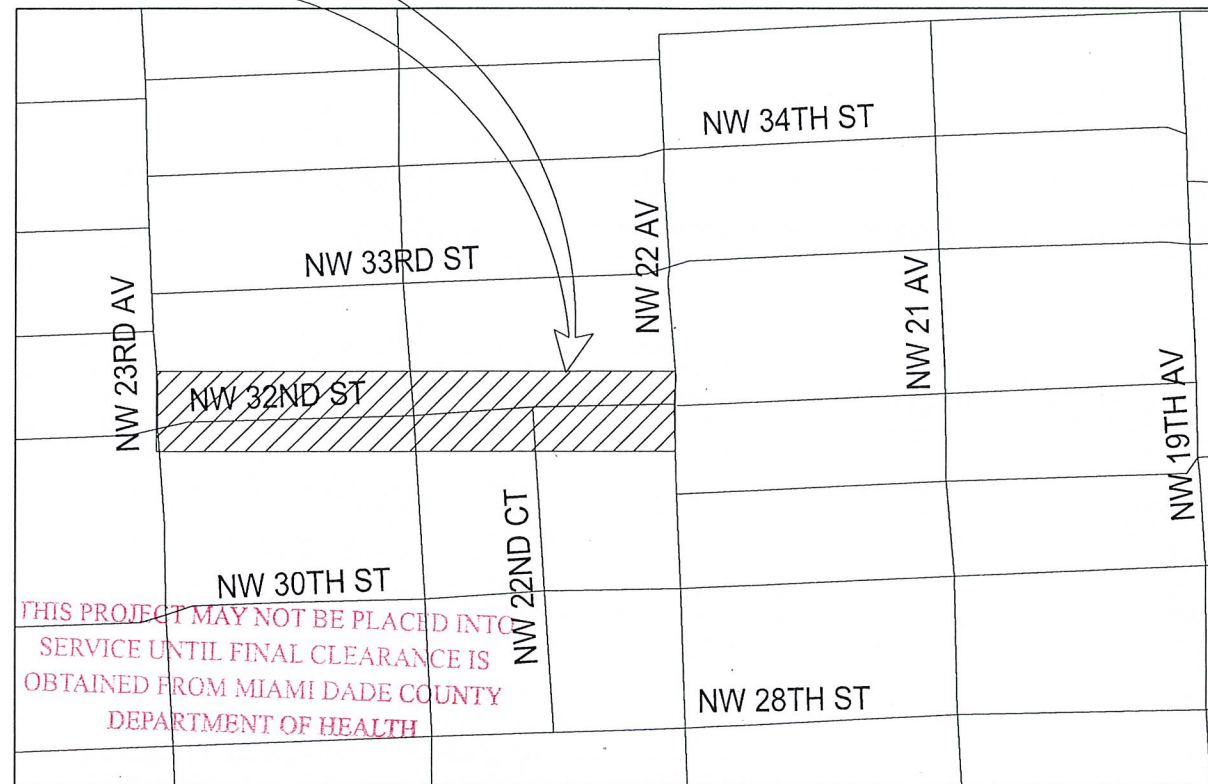 NW 34TH ST
NW 33RD ST
NW 22 AV
NW 23RD AV
NW 21 AV
NW 32ND ST
NW 19TH AV
NW 22ND CT
NW 30TH ST
THIS PROJECT MAY NOT BE PLACED INTO
SERVICE UNTIL FINAL CLEARANCE IS
OBTAINED FROM MIAMI DADE COUNTY
DEPARTMENT OF HEALTH
NW 28TH ST